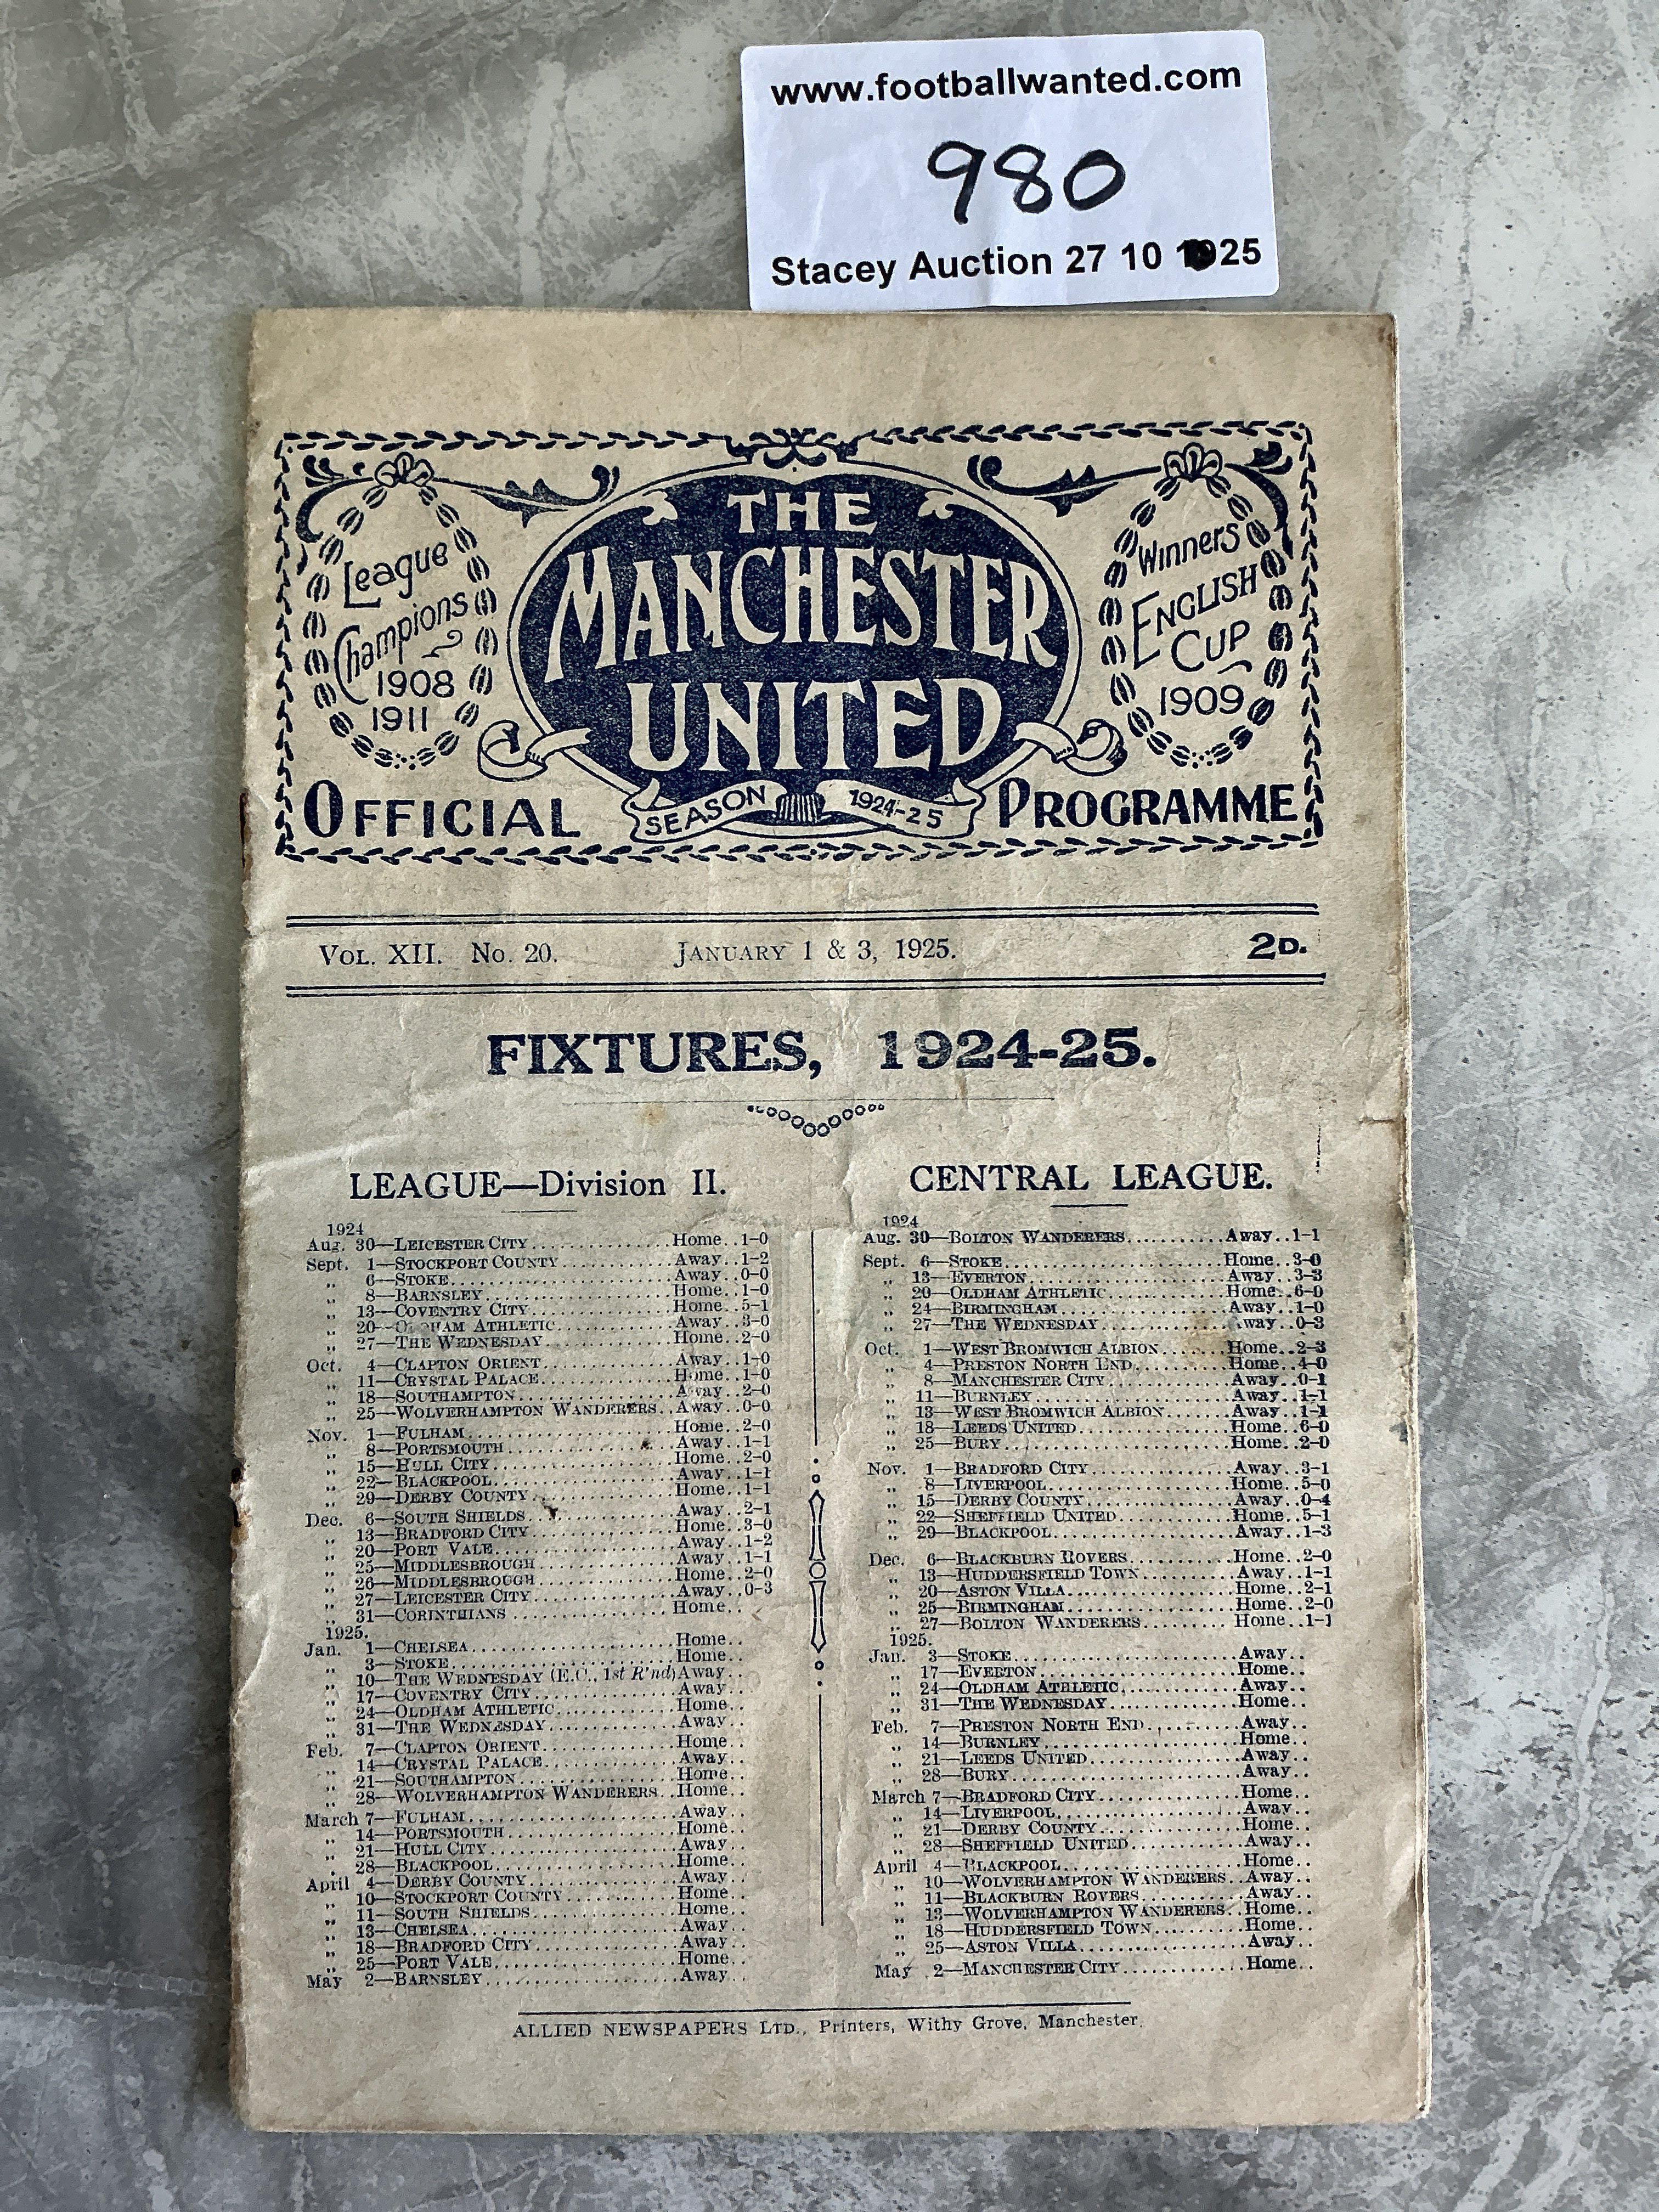 www.footballwanted.com
980
Stacey Auction 27 10 1925
League
Champions
1908
1911
THE
MANCHESTER
UNITED
Winners
ENGLISH
CUP
1909
OFFICIAL
SEASON 1924-25
PROGRAMME
VOL. XII. No. 20. JANUARY 1 & 3, 1925. 2D.
FIXTURES, 1924-25.
LEAGUE—Division II.
1924
Aug. 30—LEICESTER CITY...............Home..1-0
Sept. 1—STOCKPORT COUNTY............Away..1-2
„ 6—STOKE........................Away..0-0
„ 8—BARNSLEY....................Home..1-0
„ 13—COVENTRY CITY...............Home..5-1
„ 20—OLDHAM ATHLETIC.............Away..3-0
„ 27—THE WEDNESDAY..............Home..2-0
Oct. 4—CLAPTON ORIENT..............Away..1-0
„ 11—CRYSTAL PALACE..............Home..1-0
„ 18—SOUTHAMPTON.................Away..2-0
„ 25—WOLVERHAMPTON WANDERERS..Away..0-0
Nov. 1—FULHAM......................Home..2-0
„ 8—PORTSMOUTH..................Away..1-1
„ 15—HULL CITY...................Home..2-0
„ 22—BLACKPOOL...................Away..1-1
„ 29—DERBY COUNTY................Home..1-1
Dec. 6—SOUTH SHIELDS...............Away..2-1
„ 13—BRADFORD CITY...............Home..3-0
„ 20—PORT VALE...................Away..1-2
„ 25—MIDDLESBROUGH...............Away..1-1
„ 26—MIDDLESBROUGH...............Home..2-0
„ 27—LEICESTER CITY..............Away..0-3
„ 31—CORINTHIANS.................Home..
1925.
Jan. 1—CHELSEA.....................Home..
„ 3—STOKE.......................Home..
„ 10—THE WEDNESDAY (E.C., 1st R'nd) Away..
„ 17—COVENTRY CITY...............Away..
„ 24—OLDHAM ATHLETIC.............Home..
„ 31—THE WEDNESDAY...............Away..
Feb. 7—CLAPTON ORIENT..............Home..
„ 14—CRYSTAL PALACE..............Away..
„ 21—SOUTHAMPTON.................Home..
„ 28—WOLVERHAMPTON WANDERERS..Home..
March 7—FULHAM......................Away..
„ 14—PORTSMOUTH..................Home..
„ 21—HULL CITY...................Away..
„ 28—BLACKPOOL...................Home..
April 4—DERBY COUNTY................Away..
„ 10—STOCKPORT COUNTY............Home..
„ 11—SOUTH SHIELDS...............Home..
„ 13—CHELSEA.....................Away..
„ 18—BRADFORD CITY...............Away..
„ 25—PORT VALE...................Home..
May 2—BARNSLEY....................Away..
CENTRAL LEAGUE.
1924
Aug. 30—BOLTON WANDERERS...........Away..1-1
Sept. 6—STOKE.......................Home..3-0
„ 13—EVERTON.....................Away..3-3
„ 20—OLDHAM ATHLETIC.............Home..6-0
„ 24—BIRMINGHAM..................Away..1-0
„ 27—THE WEDNESDAY...............Away..0-3
Oct. 1—WEST BROMWICH ALBION........Home..2-3
„ 4—PRESTON NORTH END...........Home..4-0
„ 8—MANCHESTER CITY.............Away..0-1
„ 11—BURNLEY.....................Away..1-1
„ 13—WEST BROMWICH ALBION........Away..1-1
„ 18—LEEDS UNITED................Home..6-0
„ 25—BURY........................Home..2-0
Nov. 1—BRADFORD CITY...............Away..3-1
„ 8—LIVERPOOL...................Home..5-0
„ 15—DERBY COUNTY................Away..0-4
„ 22—SHEFFIELD UNITED............Home..5-1
„ 29—BLACKPOOL...................Away..1-3
Dec. 6—BLACKBURN ROVERS............Home..2-0
„ 13—HUDDERSFIELD TOWN...........Away..1-1
„ 20—ASTON VILLA.................Home..2-1
„ 25—BIRMINGHAM..................Home..2-0
„ 27—BOLTON WANDERERS............Home..1-1
1925.
Jan. 3—STOKE.......................Away..
„ 17—EVERTON.....................Home..
„ 24—OLDHAM ATHLETIC.............Away..
„ 31—THE WEDNESDAY...............Home..
Feb. 7—PRESTON NORTH END...........Away..
„ 14—BURNLEY.....................Home..
„ 21—LEEDS UNITED................Away..
„ 28—BURY........................Away..
March 7—BRADFORD CITY...............Home..
„ 14—LIVERPOOL...................Away..
„ 21—DERBY COUNTY................Home..
„ 28—SHEFFIELD UNITED............Away..
April 4—BLACKPOOL...................Home..
„ 10—WOLVERHAMPTON WANDERERS..Away..
„ 11—BLACKBURN ROVERS............Away..
„ 13—WOLVERHAMPTON WANDERERS..Home..
„ 18—HUDDERSFIELD TOWN...........Home..
„ 25—ASTON VILLA.................Away..
May 2—MANCHESTER CITY.............Home..
ALLIED NEWSPAPERS LTD., Printers, Withy Grove, Manchester.